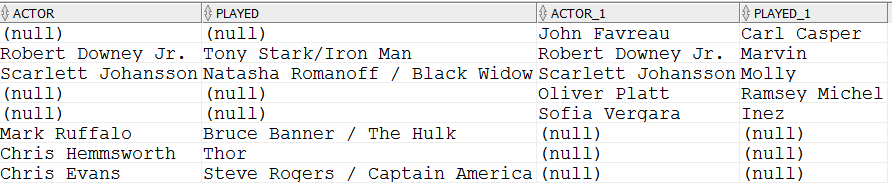 ACTOR PLAYED ACTOR_1 PLAYED_1
(null) (null) John Favreau Carl Casper
Robert Downey Jr. Tony Stark/Iron Man Robert Downey Jr. Marvin
Scarlett Johansson Natasha Romanoff / Black Widow Scarlett Johansson Molly
(null) (null) Oliver Platt Ramsey Michel
(null) (null) Sofia Vergara Inez
Mark Ruffalo Bruce Banner / The Hulk (null) (null)
Chris Hemmsworth Thor (null) (null)
Chris Evans Steve Rogers / Captain America (null) (null)